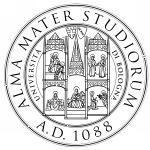 ALMA MATER STUDIORUM
A.D. 1088
UNIVERSITÀ
DI BOLOGNA